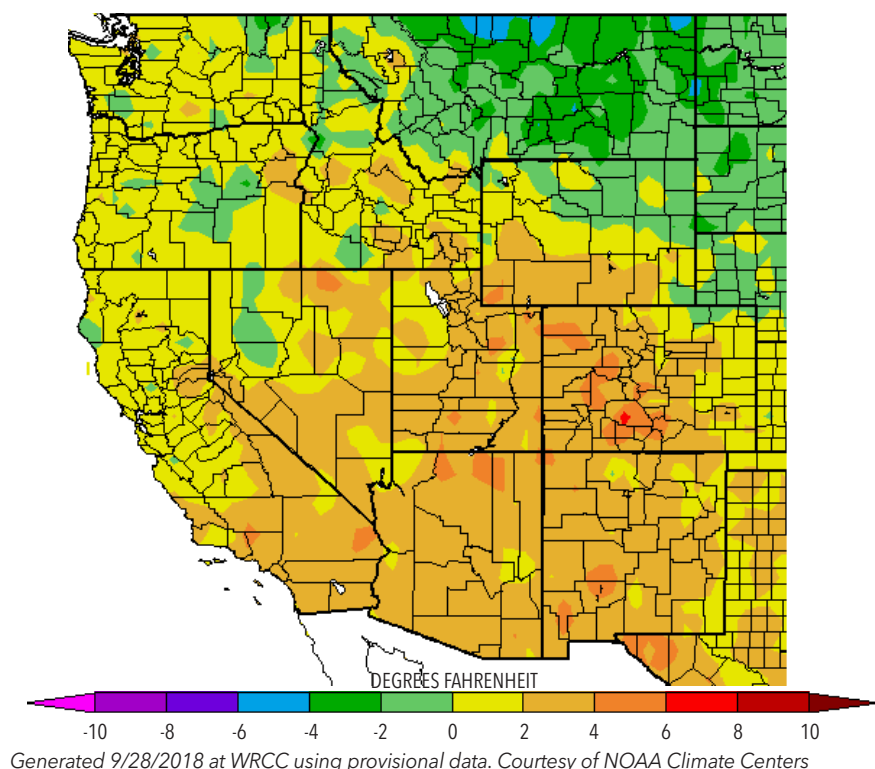 DEGREES FAHRENHEIT
-10 -8 -6 -4 -2 0 2 4 6 8 10
Generated 9/28/2018 at WRCC using provisional data. Courtesy of NOAA Climate Centers